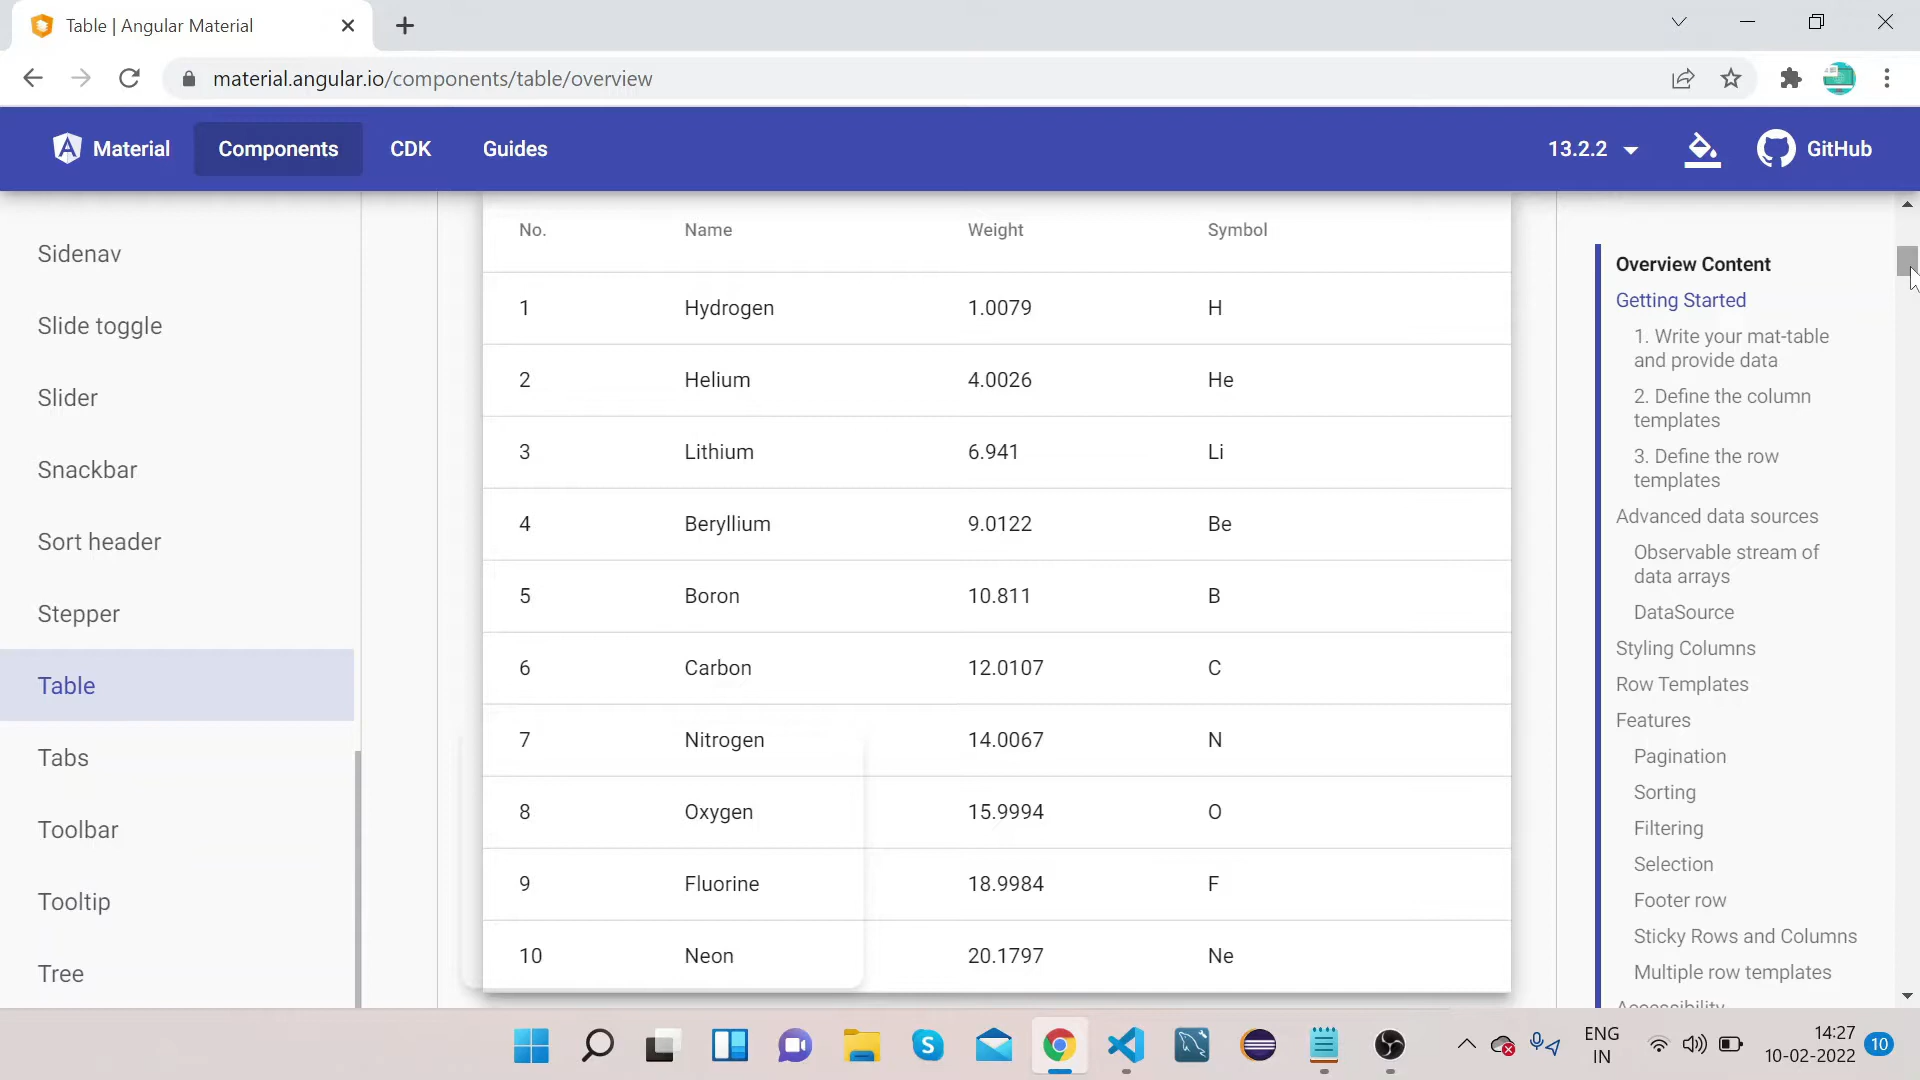 Table | Angular Material
material.angular.io/components/table/overview
Material
Components
CDK
Guides
13.2.2
GitHub
Sidenav
Slide toggle
Slider
Snackbar
Sort header
Stepper
Table
Tabs
Toolbar
Tooltip
Tree
No. Name Weight Symbol
1 Hydrogen 1.0079 H
2 Helium 4.0026 He
3 Lithium 6.941 Li
4 Beryllium 9.0122 Be
5 Boron 10.811 B
6 Carbon 12.0107 C
7 Nitrogen 14.0067 N
8 Oxygen 15.9994 O
9 Fluorine 18.9984 F
10 Neon 20.1797 Ne
Overview Content
Getting Started
1. Write your mat-table
and provide data
2. Define the column
templates
3. Define the row
templates
Advanced data sources
Observable stream of
data arrays
DataSource
Styling Columns
Row Templates
Features
Pagination
Sorting
Filtering
Selection
Footer row
Sticky Rows and Columns
Multiple row templates
Accessibility
ENG
IN
14:27
10-02-2022
10